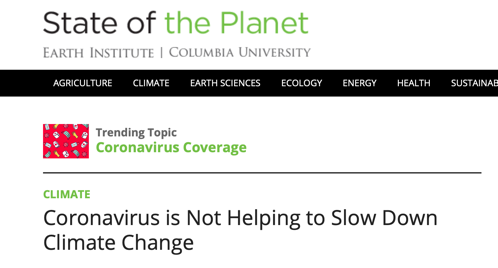 State of the Planet
EARTH INSTITUTE | COLUMBIA UNIVERSITY
AGRICULTURE CLIMATE EARTH SCIENCES ECOLOGY ENERGY HEALTH SUSTAINAB
Trending Topic
Coronavirus Coverage
CLIMATE
Coronavirus is Not Helping to Slow Down
Climate Change